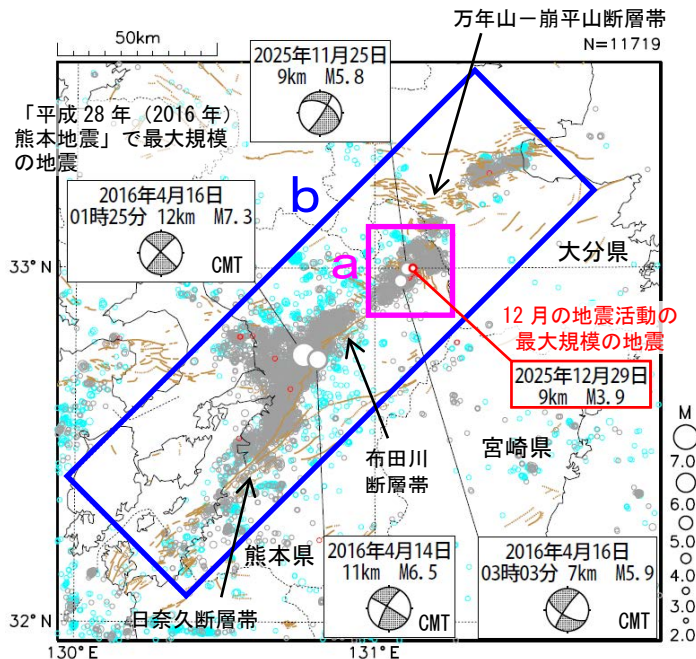 50km
万年山－崩平山断層帯
N=11719
2025年11月25日
9km M5.8
「平成 28 年（2016 年）
熊本地震」で最大規模
の地震
b
2016年4月16日
01時25分 12km M7.3
CMT
33°N
a
大分県
12 月の地震活動の
最大規模の地震
2025年12月29日
9km M3.9
布田川
断層帯
宮崎県
M
7.0
6.0
5.0
4.0
3.0
2.0
熊本県
2016年4月14日
11km M6.5
CMT
2016年4月16日
03時03分 7km M5.9
CMT
日奈久断層帯
32°N
130°E
131°E